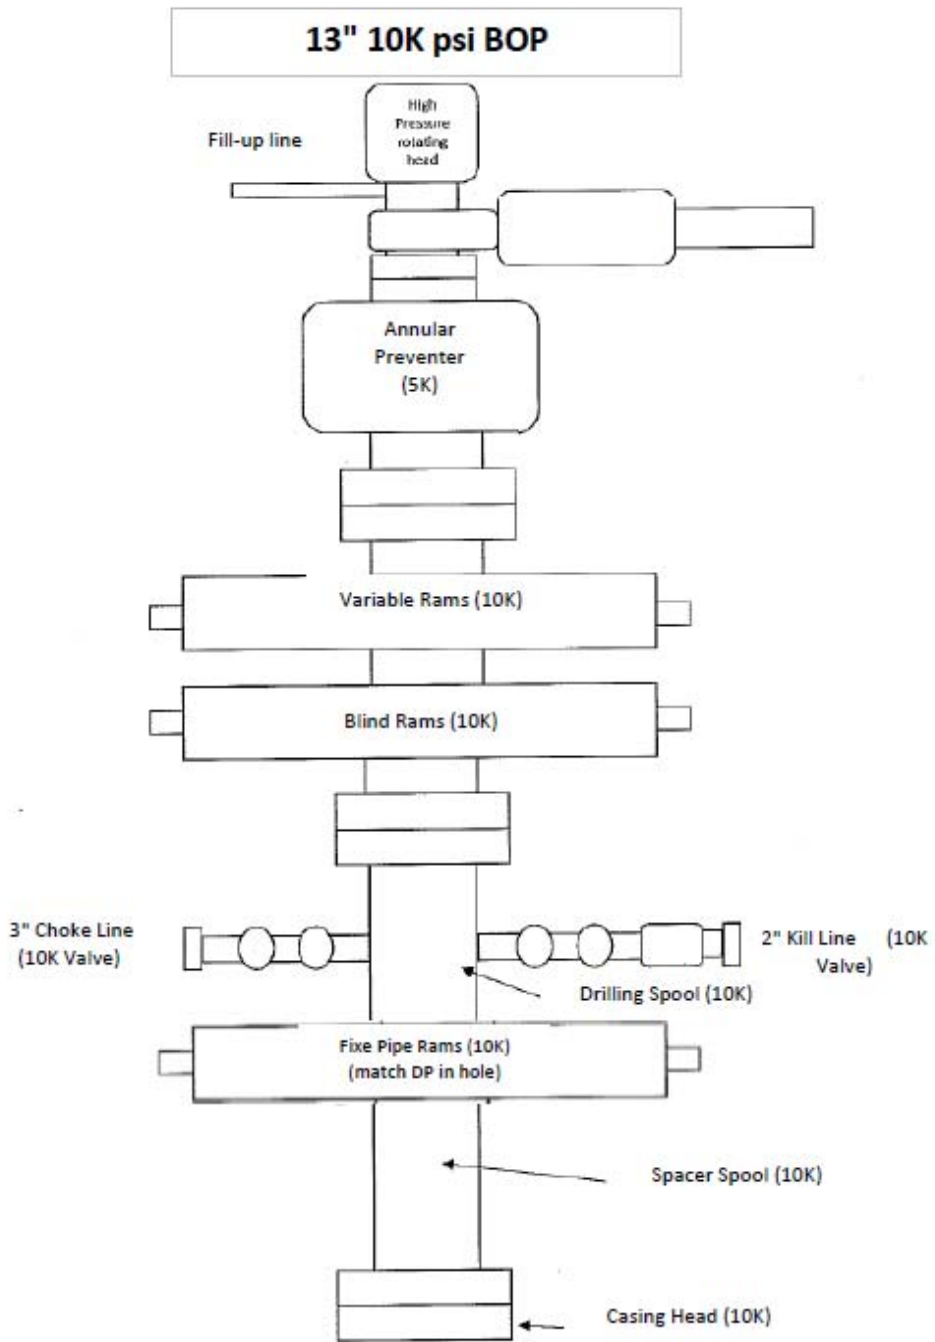 13" 10K psi BOP
High
Pressure
rotating
head
Fill-up line
Annular
Preventer
(5K)
Variable Rams (10K)
Blind Rams (10K)
3" Choke Line
(10K Valve)
2" Kill Line (10K
Valve)
Drilling Spool (10K)
Fixe Pipe Rams (10K)
(match DP in hole)
Spacer Spool (10K)
Casing Head (10K)